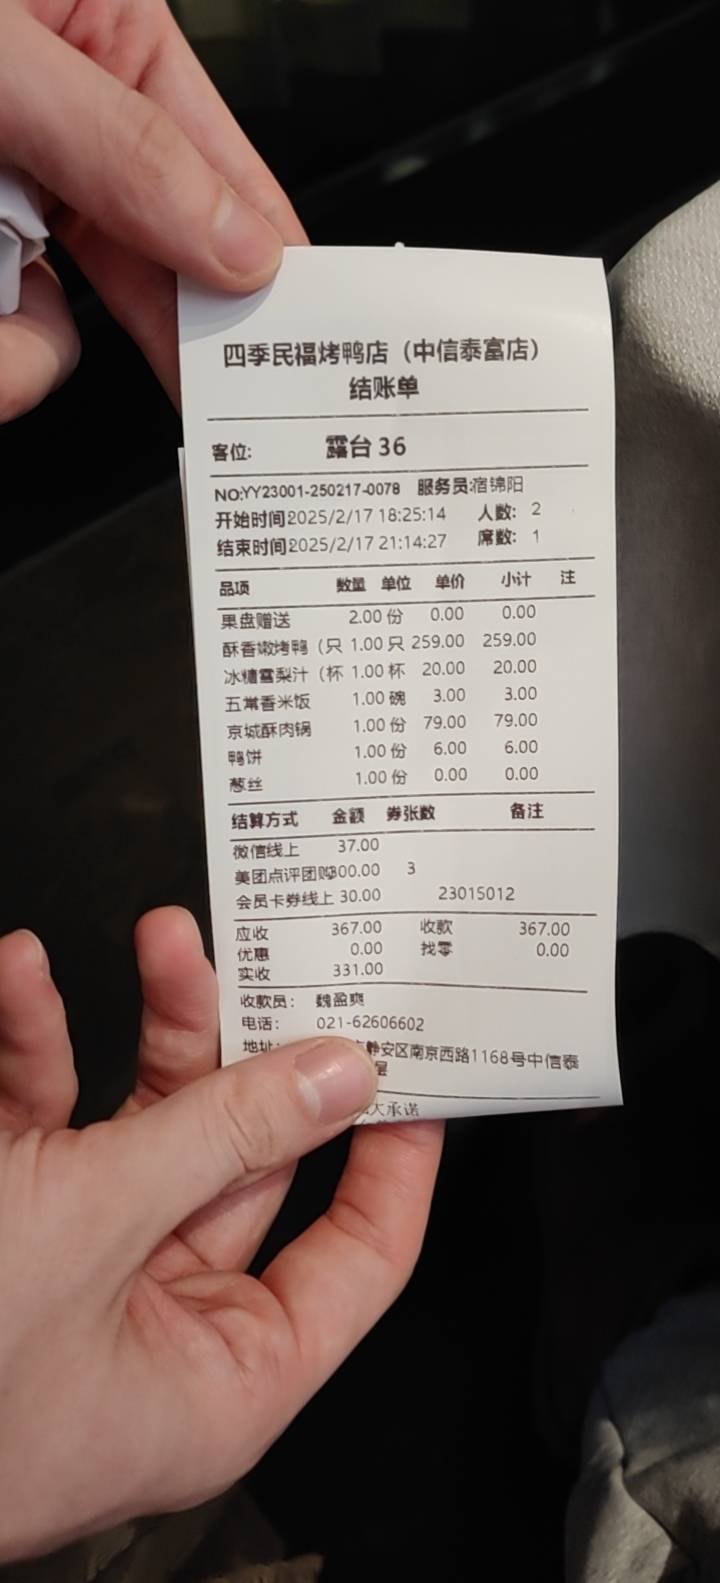 四季民福烤鸭店（中信泰富店）
结账单
客位: 露台 36
NO:YY23001-250217-0078 服务员:宿锦阳
开始时间2025/2/17 18:25:14 人数: 2
结束时间2025/2/17 21:14:27 席数: 1
品项 数量 单位 单价 小计 注
果盘赠送 2.00 份 0.00 0.00
酥香嫩烤鸭（只 1.00 只 259.00 259.00
冰糖雪梨汁（杯 1.00 杯 20.00 20.00
五常香米饭 1.00 碗 3.00 3.00
京城酥肉锅 1.00 份 79.00 79.00
鸭饼 1.00 份 6.00 6.00
葱丝 1.00 份 0.00 0.00
结算方式 金额 券张数 备注
微信线上 37.00
美团点评团购300.00 3
会员卡券线上 30.00 23015012
应收 367.00 收款 367.00
优惠 0.00 找零 0.00
实收 331.00
收款员: 魏盈爽
电话: 021-62606602
地址: 静安区南京西路1168号中信泰
层
大承诺